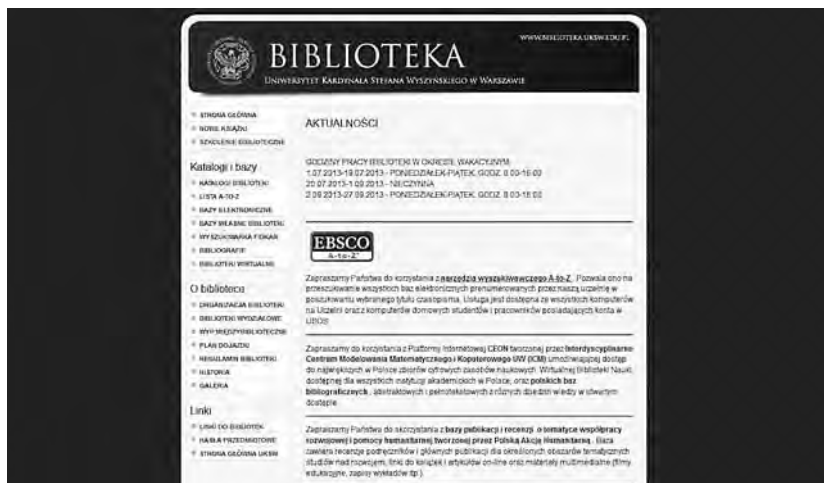 WWW.BIBLIOTEKA.UKSW.EDU.PL
BIBLIOTEKA
UNIWERSYTET KARDYNAŁA STEFANA WYSZYŃSKIEGO W WARSZAWIE
STRONA GŁÓWNA
NOWE KSIĄŻKI
SZKOLENIE BIBLIOTECZNE
Katalogi i bazy
KATALOGI BIBLIOTEKI
LISTA A-TO-Z
BAZY ELEKTRONICZNE
BAZY WŁASNE BIBLIOTEKI
WYSZUKIWARKA FIDKAR
BIBLIOGRAFIE
BIBLIOTEKI WIRTUALNE
O bibliotece
ORGANIZACJA BIBLIOTEKI
BIBLIOTEKI WYDZIAŁOWE
WYP. MIĘDZYBIBLIOTECZNE
PLAN DOJAZDU
REGULAMIN BIBLIOTEKI
HISTORIA
GALERIA
Linki
LINKI DO BIBLIOTEK
HASŁA PRZEDMIOTOWE
STRONA GŁÓWNA UKSW
AKTUALNOŚCI
GODZINY PRACY BIBLIOTEKI W OKRESIE WAKACYJNYM:
1.07.2013-19.07.2013 - PONIEDZIAŁEK-PIĄTEK, GODZ. 8.00-16.00
20.07.2013-1.09.2013 - NIECZYNNA
2.09.2013-27.09.2013 - PONIEDZIAŁEK-PIĄTEK, GODZ. 8.00-16.00
EBSCO
A-to-Z
Zapraszamy Państwa do korzystania z narzędzia wyszukiwawczego A-to-Z. Pozwala ono na
przeszukiwanie wszystkich baz elektronicznych prenumerowanych przez naszą uczelnię w
poszukiwaniu wybranego tytułu czasopisma. Usługa jest dostępna ze wszystkich komputerów
na Uczelni oraz z komputerów domowych studentów i pracowników posiadających konta w
USOS.
Zapraszamy do korzystania z Platformy Internetowej CEON tworzonej przez Interdyscyplinarne
Centrum Modelowania Matematycznego i Koputerowego UW (ICM) umożliwiającej dostęp
do największych w Polsce zbiorów cyfrowych zasobów naukowych: Wirtualnej Biblioteki Nauki,
dostępnej dla wszystkich instytucji akademickich w Polsce, oraz polskich baz
bibliograficznych, abstraktowych i pełnotekstowych z różnych dziedzin wiedzy w otwartym
dostępie.
Zapraszamy Państwa do skorzystania z bazy publikacji i recenzji o tematyce współpracy
rozwojowej i pomocy humanitarnej tworzonej przez Polską Akcję Humanitarną. Baza
zawiera recenzje podręczników i głównych publikacji dla określonych obszarów tematycznych
studiów nad rozwojem, linki do książek i artykułów on-line oraz materiały multimedialne (filmy
edukacyjne, zapisy wykładów itp.).